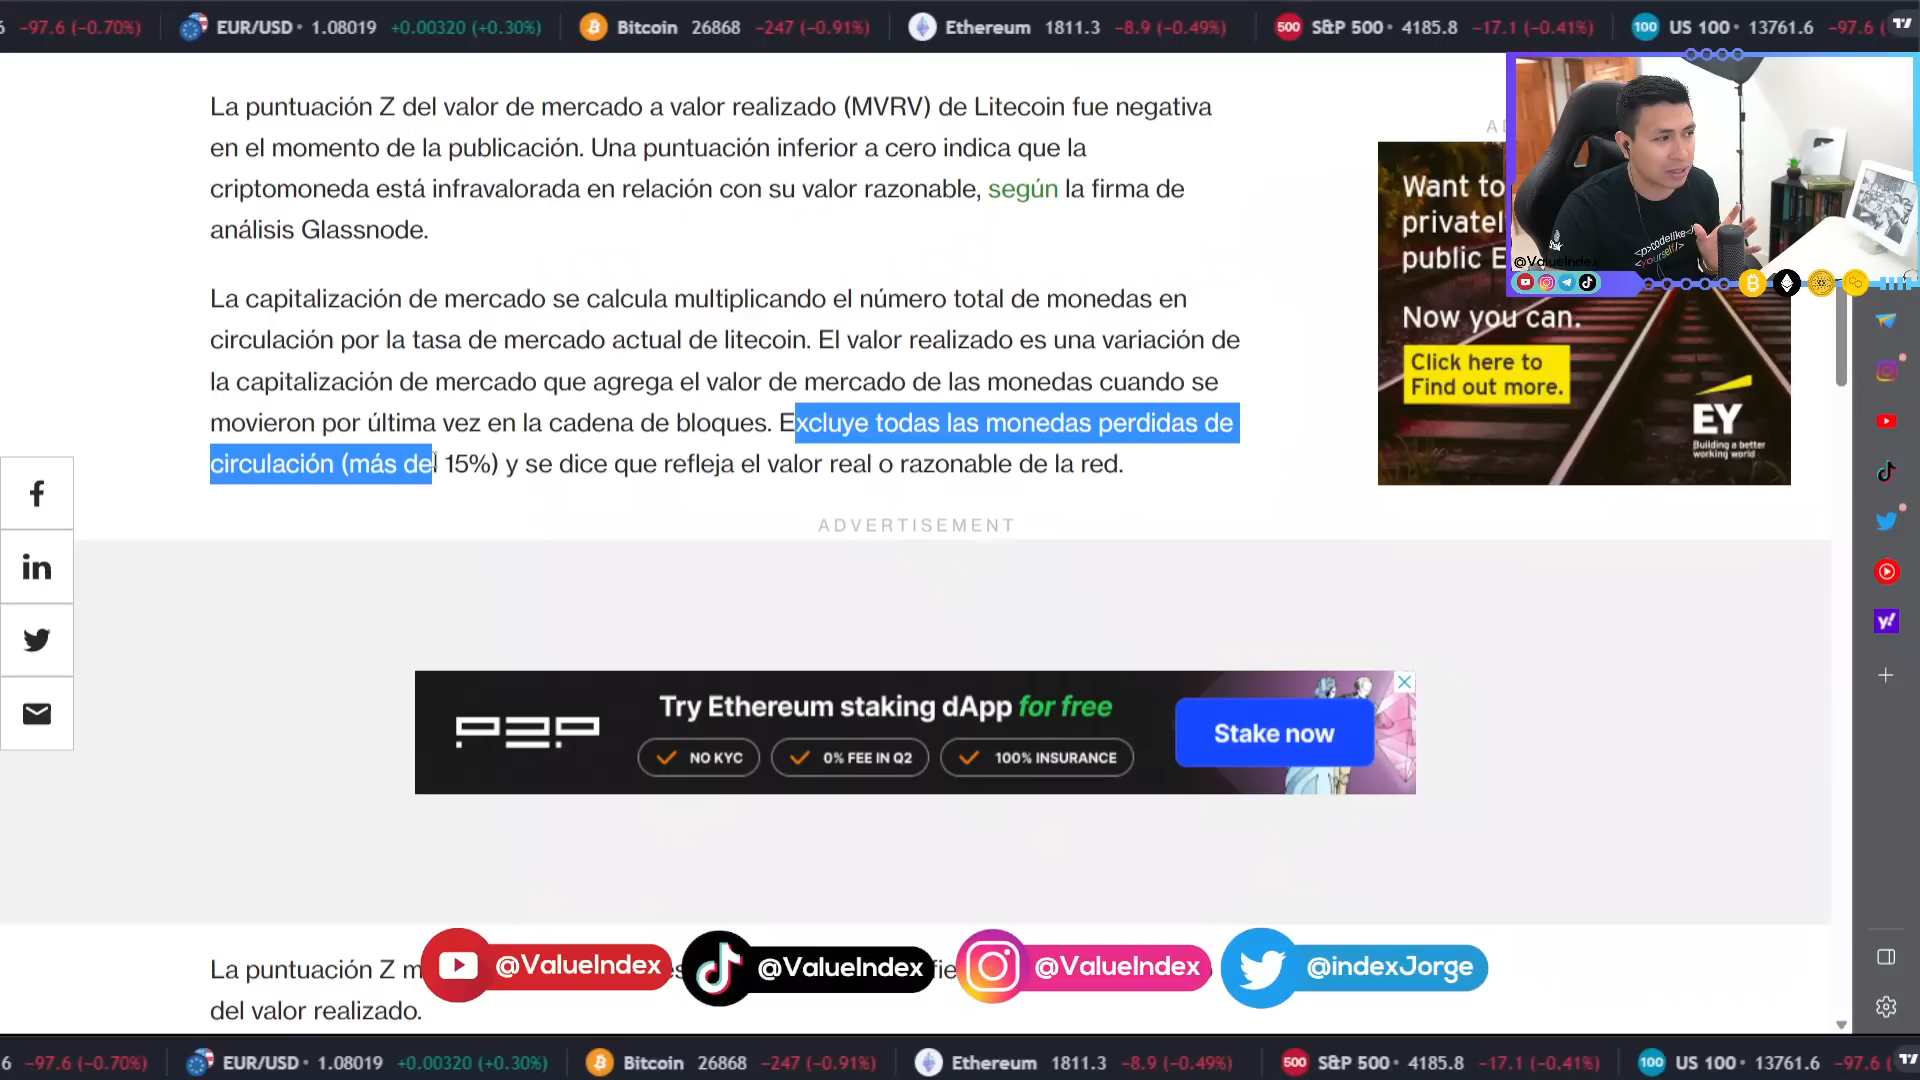 6 −97.6 (−0.70%) EUR/USD • 1.08019 +0.00320 (+0.30%) Bitcoin 26868 −247 (−0.91%) Ethereum 1811.3 −8.9 (−0.49%) 500 S&P 500 • 4185.8 −17.1 (−0.41%) 100 US 100 • 13761.6 −97.6 (
La puntuación Z del valor de mercado a valor realizado (MVRV) de Litecoin fue negativa
en el momento de la publicación. Una puntuación inferior a cero indica que la
criptomoneda está infravalorada en relación con su valor razonable, según la firma de
análisis Glassnode.
La capitalización de mercado se calcula multiplicando el número total de monedas en
circulación por la tasa de mercado actual de litecoin. El valor realizado es una variación de
la capitalización de mercado que agrega el valor de mercado de las monedas cuando se
movieron por última vez en la cadena de bloques. Excluye todas las monedas perdidas de
circulación (más del 15%) y se dice que refleja el valor real o razonable de la red.
Want to
privatel
public E
Now you can.
Click here to
Find out more.
EY
Building a better
working world
<p>codelike</
yourself/>
@ValueIndex
ADVERTISEMENT
P2P.
Try Ethereum staking dApp for free
NO KYC
0% FEE IN Q2
100% INSURANCE
Stake now
La puntuación Z m
@ValueIndex
@ValueIndex
@ValueIndex
@indexJorge
del valor realizado.
6 −97.6 (−0.70%) EUR/USD • 1.08019 +0.00320 (+0.30%) Bitcoin 26868 −247 (−0.91%) Ethereum 1811.3 −8.9 (−0.49%) 500 S&P 500 • 4185.8 −17.1 (−0.41%) 100 US 100 • 13761.6 −97.6 (